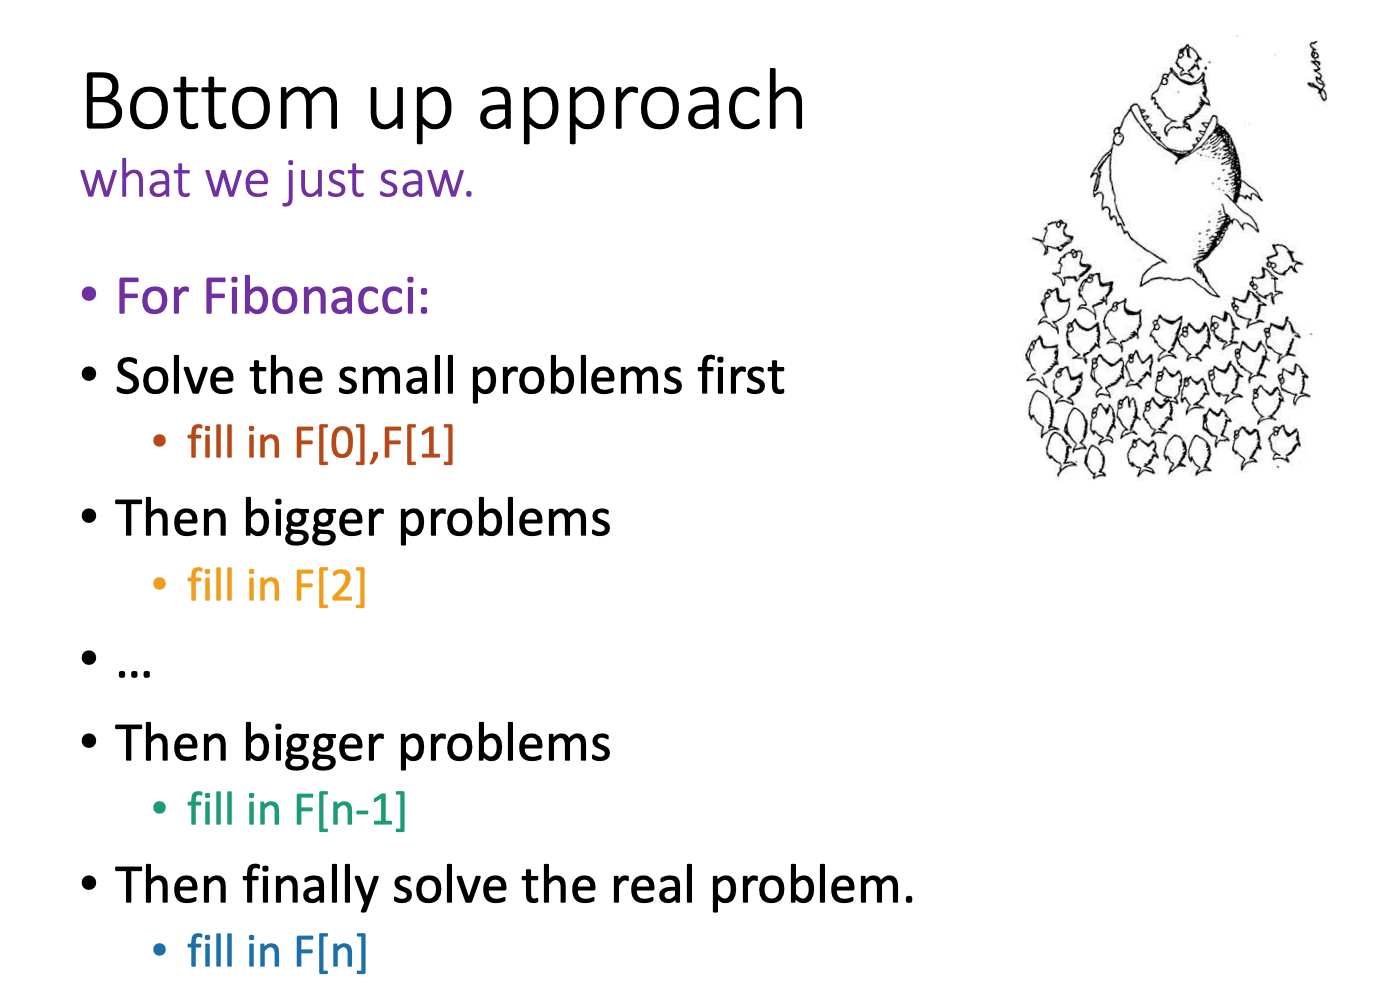 Bottom up approach
what we just saw.
• For Fibonacci:
• Solve the small problems first
• fill in F[0],F[1]
• Then bigger problems
• fill in F[2]
• ...
• Then bigger problems
• fill in F[n-1]
• Then finally solve the real problem.
• fill in F[n]
Larson